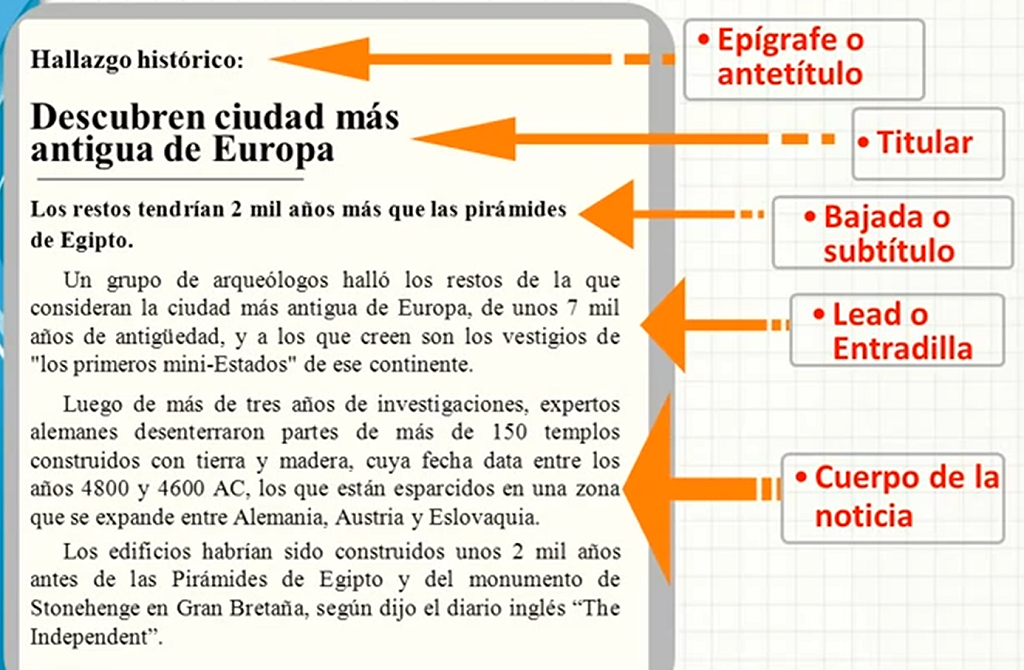 Hallazgo histórico:
• Epígrafe o
antetítulo
Descubren ciudad más
antigua de Europa
• Titular
Los restos tendrían 2 mil años más que las pirámides
de Egipto.
• Bajada o
subtítulo
Un grupo de arqueólogos halló los restos de la que
consideran la ciudad más antigua de Europa, de unos 7 mil
años de antigüedad, y a los que creen son los vestigios de
"los primeros mini-Estados" de ese continente.
• Lead o
Entradilla
Luego de más de tres años de investigaciones, expertos
alemanes desenterraron partes de más de 150 templos
construidos con tierra y madera, cuya fecha data entre los
años 4800 y 4600 AC, los que están esparcidos en una zona
que se expande entre Alemania, Austria y Eslovaquia.
• Cuerpo de la
noticia
Los edificios habrían sido construidos unos 2 mil años
antes de las Pirámides de Egipto y del monumento de
Stonehenge en Gran Bretaña, según dijo el diario inglés “The
Independent”.